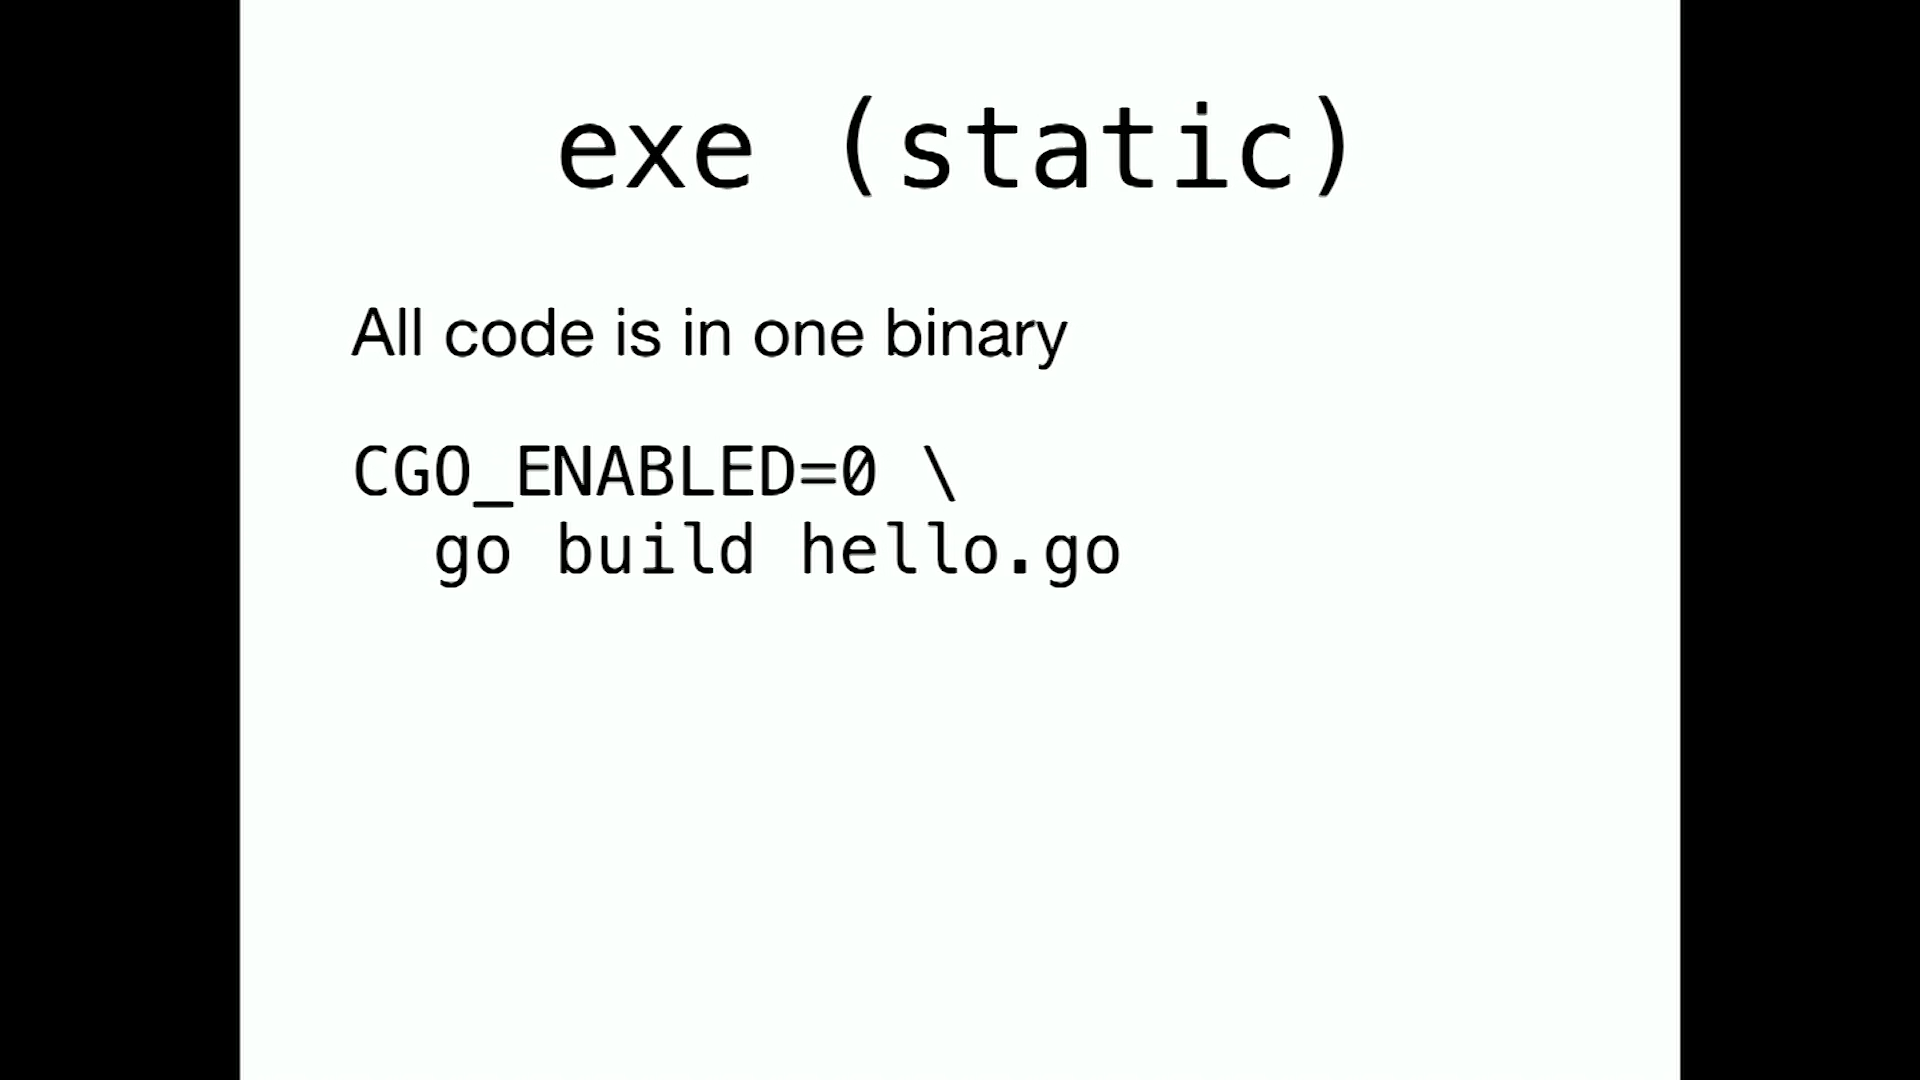 exe (static)
All code is in one binary
CGO_ENABLED=0 \
  go build hello.go